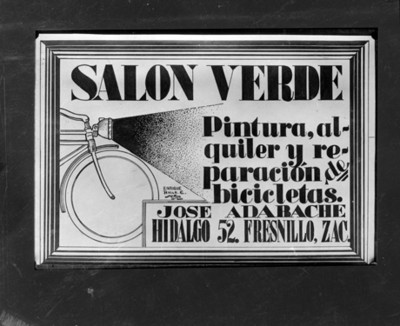 SALON VERDE
Pintura, al-
quiler y re-
paración de
bicicletas.
JOSE ADABACHE
HIDALGO 52. FRESNILLO, ZAC.